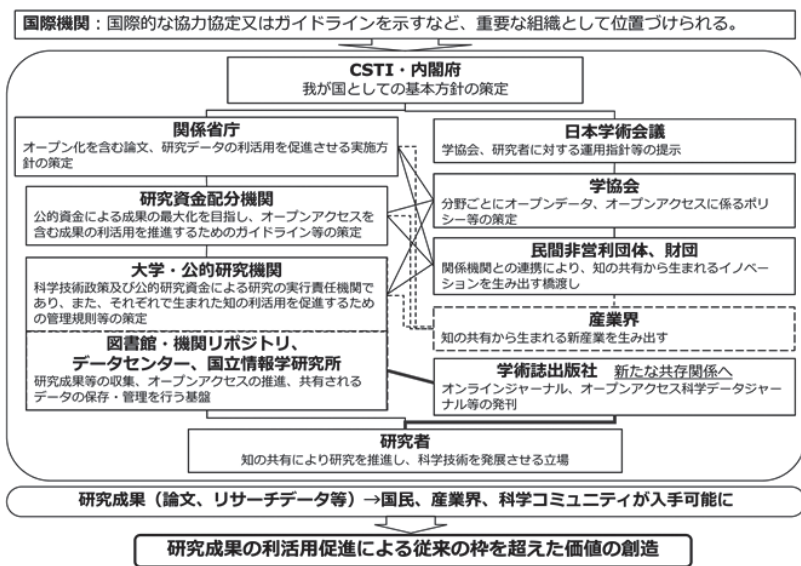 国際機関：国際的な協力協定又はガイドラインを示すなど、重要な組織として位置づけられる。
CSTI・内閣府
我が国としての基本方針の策定
関係省庁
オープン化を含む論文、研究データの利活用を促進させる実施方
針の策定
研究資金配分機関
公的資金による成果の最大化を目指し、オープンアクセスを
含む成果の利活用を推進するためのガイドライン等の策定
大学・公的研究機関
科学技術政策及び公的研究資金による研究の実行責任機関で
あり、また、それぞれで生まれた知の利活用を促進するため
の管理規則等の策定
図書館・機関リポジトリ、
データセンター、国立情報学研究所
研究成果等の収集、オープンアクセスの推進、共有される
データの保存・管理を行う基盤
日本学術会議
学協会、研究者に対する運用指針等の提示
学協会
分野ごとにオープンデータ、オープンアクセスに係るポリ
シー等の策定
民間非営利団体、財団
関係機関との連携により、知の共有から生まれるイノベー
ションを生み出す橋渡し
産業界
知の共有から生まれる新産業を生み出す
学術誌出版社 新たな共存関係へ
オンラインジャーナル、オープンアクセス科学データジャー
ナル等の発刊
研究者
知の共有により研究を推進し、科学技術を発展させる立場
研究成果（論文、リサーチデータ等）→国民、産業界、科学コミュニティが入手可能に
研究成果の利活用促進による従来の枠を超えた価値の創造